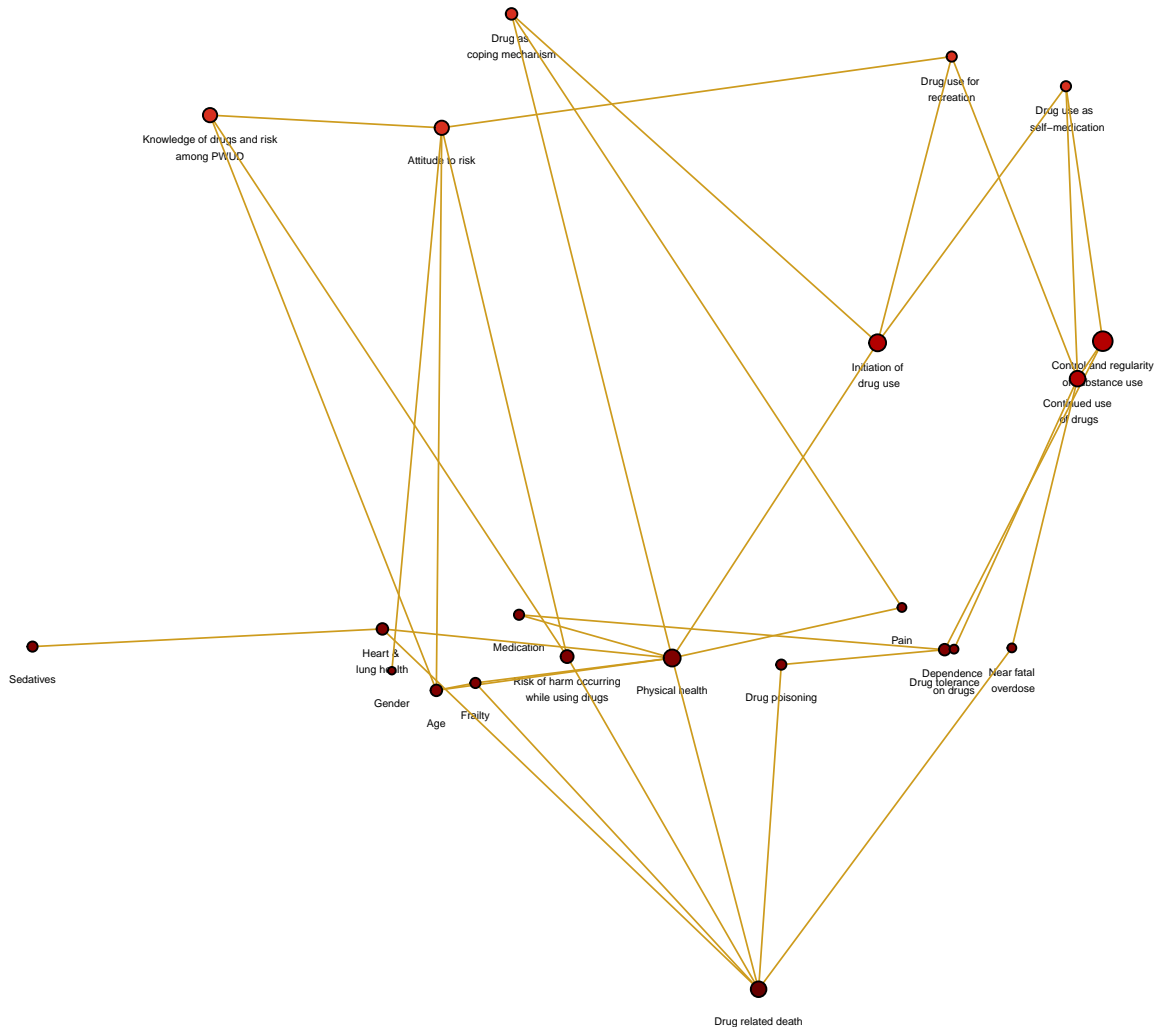 Drug as
coping mechanism
Drug use for
recreation
Drug use as
self−medication
Knowledge of drugs and risk
among PWUD
Attitude to risk
Initiation of
drug use
Control and regularity
of substance use
Continued use
of drugs
Pain
Medication
Heart &
lung health
Sedatives
Risk of harm occurring
while using drugs
Physical health
Drug poisoning
Dependence
on drugs
Drug tolerance
Near fatal
overdose
Gender
Age
Frailty
Drug related death